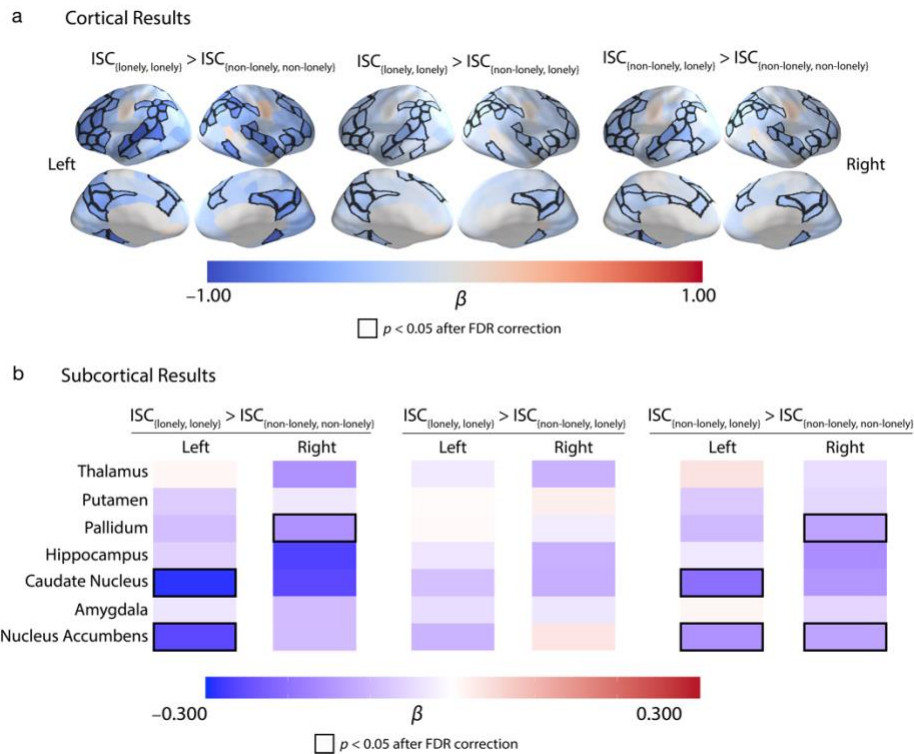 a Cortical Results
ISC(lonely, lonely) > ISC(non-lonely, non-lonely) ISC(lonely, lonely) > ISC(non-lonely, lonely) ISC(non-lonely, lonely) > ISC(non-lonely, non-lonely)
Left Right
−1.00 β 1.00
p < 0.05 after FDR correction
b Subcortical Results
ISC(lonely, lonely) > ISC(non-lonely, non-lonely) ISC(lonely, lonely) > ISC(non-lonely, lonely) ISC(non-lonely, lonely) > ISC(non-lonely, non-lonely)
Left Right Left Right Left Right
Thalamus
Putamen
Pallidum
Hippocampus
Caudate Nucleus
Amygdala
Nucleus Accumbens
−0.300 β 0.300
p < 0.05 after FDR correction